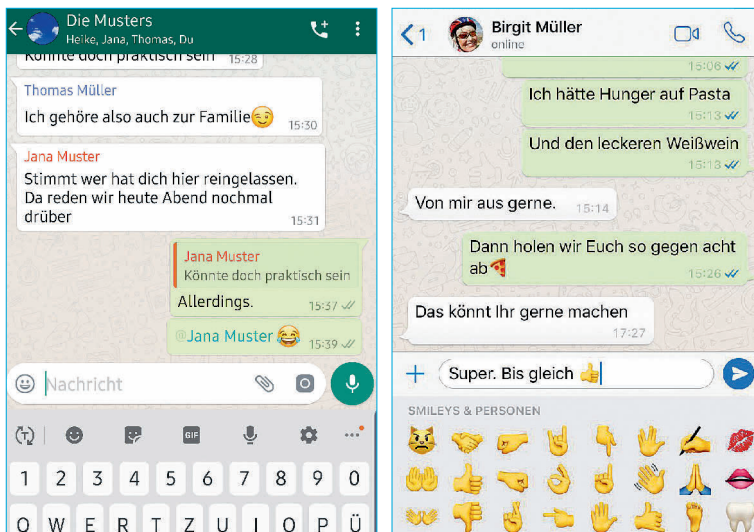 Die Musters
Heike, Jana, Thomas, Du
Könnte doch praktisch sein 15:28
Thomas Müller
Ich gehöre also auch zur Familie😉
15:30
Jana Muster
Stimmt wer hat dich hier reingelassen.
Da reden wir heute Abend nochmal
drüber
15:31
Jana Muster
Könnte doch praktisch sein
Allerdings.
15:37
@Jana Muster 😂
15:39
Nachricht
GIF
1 2 3 4 5 6 7 8 9 0
Q W E R T Z U I O P Ü
1
Birgit Müller
online
15:06
Ich hätte Hunger auf Pasta
15:13
Und den leckeren Weißwein
15:13
Von mir aus gerne. 15:14
Dann holen wir Euch so gegen acht
ab🍕
15:26
Das könnt Ihr gerne machen
17:27
Super. Bis gleich 👍
SMILEYS & PERSONEN